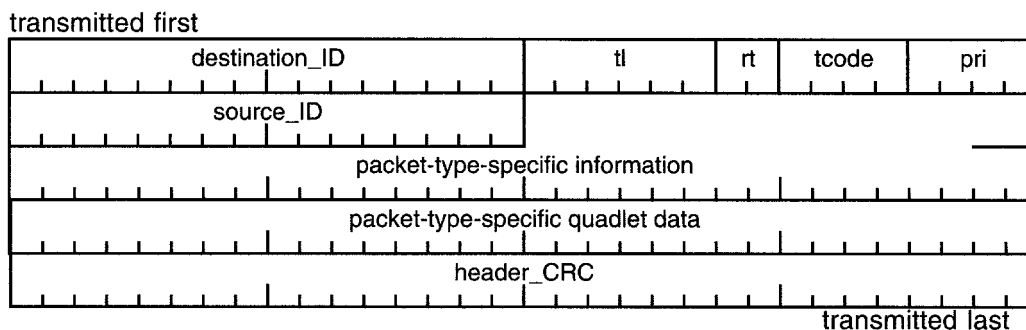 transmitted first
destination_ID tl rt tcode pri
source_ID
packet-type-specific information
packet-type-specific quadlet data
header_CRC
transmitted last